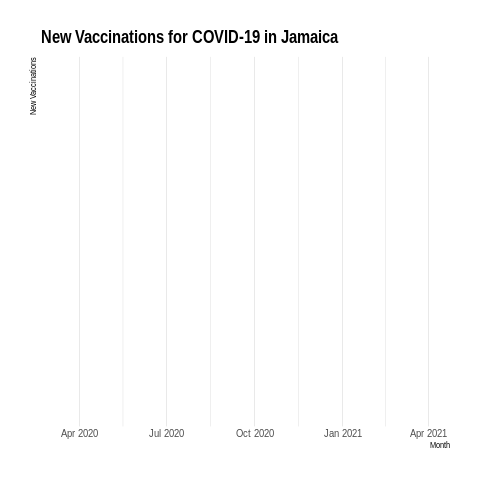 New Vaccinations for COVID-19 in Jamaica
New Vaccinations
Apr 2020 Jul 2020 Oct 2020 Jan 2021 Apr 2021
Month